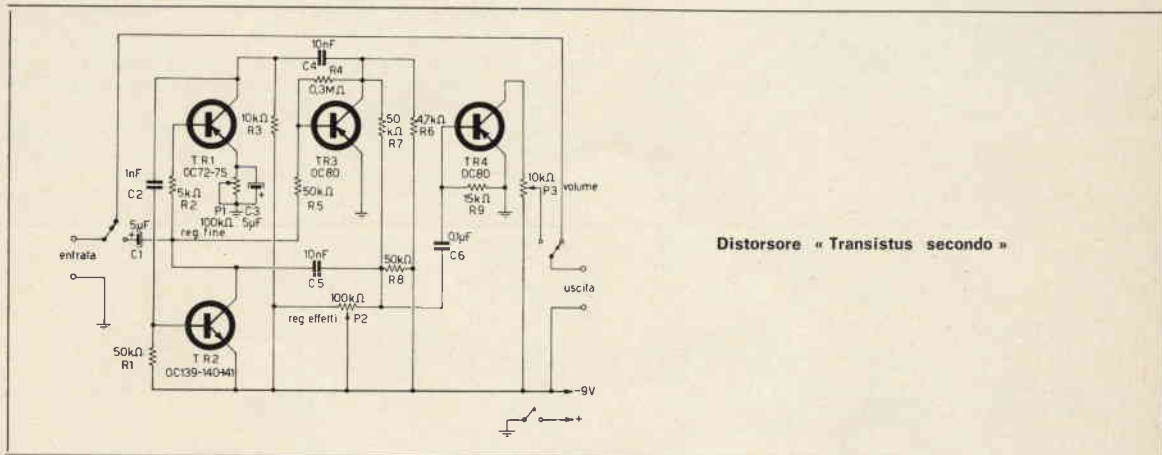 10nF
C4
R4
0,3MΩ
10kΩ
R3
50
kΩ
R7
4,7kΩ
R6
TR1
OC72-75
TR3
OC80
TR4
OC80
1nF
C2
5kΩ
R2
P1
100kΩ
C3
5µF
reg. fine
50kΩ
R5
15kΩ
R9
10kΩ
P3
volume
+
5µF
C1
entrata
10nF
C5
50kΩ
R8
0,1µF
C6
Distorsore « Transistus secondo »
100kΩ
reg effetti P2
uscita
50kΩ
R1
TR2
OC139-140-141
-9V
+